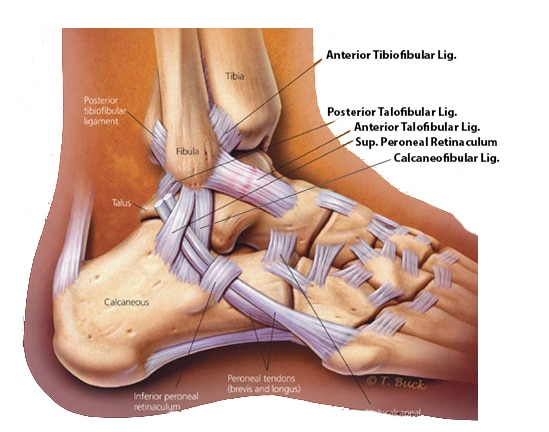 Anterior Tibiofibular Lig.
Tibia
Posterior
tibiofibular
ligament
Posterior Talofibular Lig.
Anterior Talofibular Lig.
Sup. Peroneal Retinaculum
Calcaneofibular Lig.
Fibula
Talus
Calcaneous
Peroneal tendons
(brevis and longus)
© T. Buck
Inferior peroneal
retinaculum